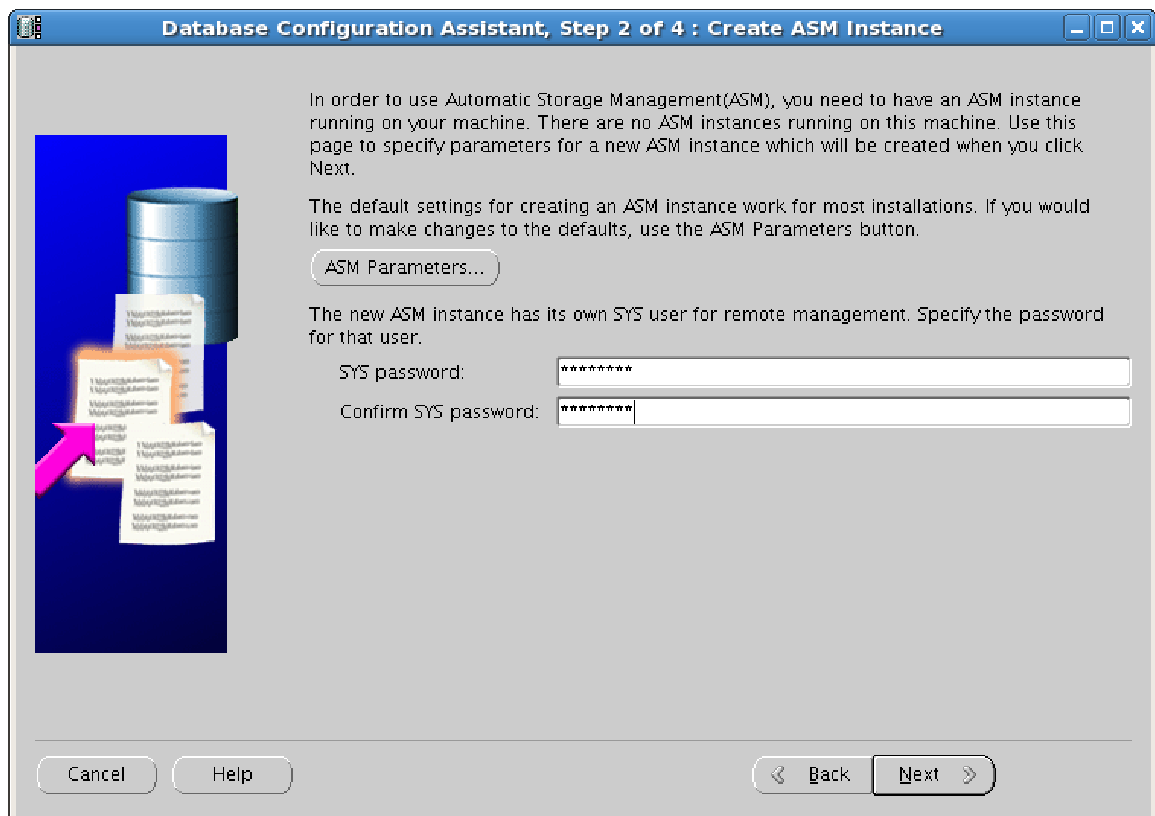 Database Configuration Assistant, Step 2 of 4 : Create ASM Instance
In order to use Automatic Storage Management(ASM), you need to have an ASM instance
running on your machine. There are no ASM instances running on this machine. Use this
page to specify parameters for a new ASM instance which will be created when you click
Next.
The default settings for creating an ASM instance work for most installations. If you would
like to make changes to the defaults, use the ASM Parameters button.
ASM Parameters...
The new ASM instance has its own SYS user for remote management. Specify the password
for that user.
SYS password: ********
Confirm SYS password: ********
Cancel Help Back Next